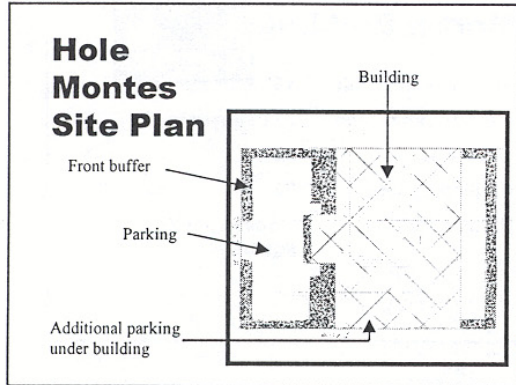 Hole
Montes
Site Plan
Building
Front buffer
Parking
Additional parking
under building